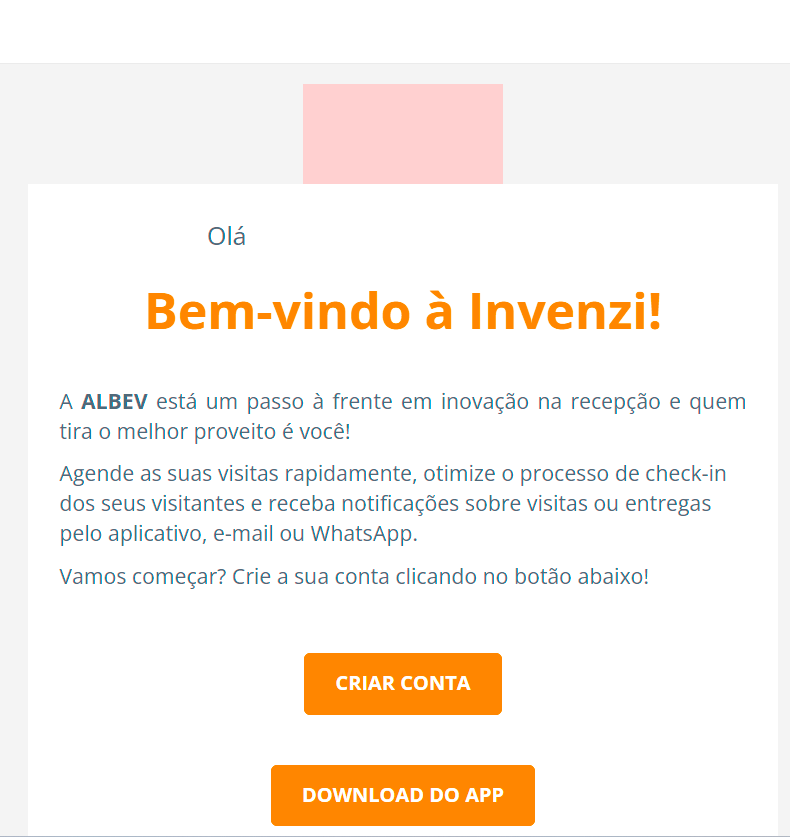 Olá
Bem-vindo à Invenzi!
A ALBEV está um passo à frente em inovação na recepção e quem
tira o melhor proveito é você!
Agende as suas visitas rapidamente, otimize o processo de check-in
dos seus visitantes e receba notificações sobre visitas ou entregas
pelo aplicativo, e-mail ou WhatsApp.
Vamos começar? Crie a sua conta clicando no botão abaixo!
CRIAR CONTA
DOWNLOAD DO APP